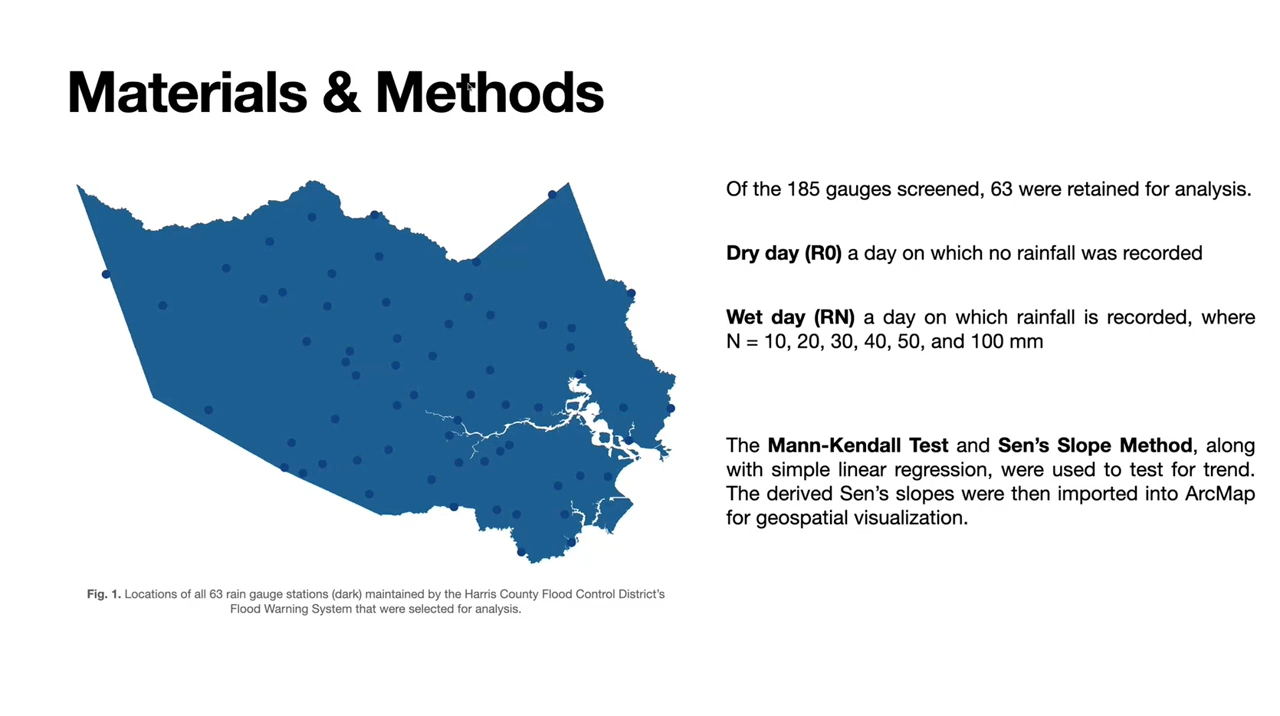 Materials & Methods
Of the 185 gauges screened, 63 were retained for analysis.
Dry day (R0) a day on which no rainfall was recorded
Wet day (RN) a day on which rainfall is recorded, where
N = 10, 20, 30, 40, 50, and 100 mm
The Mann-Kendall Test and Sen’s Slope Method, along
with simple linear regression, were used to test for trend.
The derived Sen’s slopes were then imported into ArcMap
for geospatial visualization.
Fig. 1. Locations of all 63 rain gauge stations (dark) maintained by the Harris County Flood Control District’s
Flood Warning System that were selected for analysis.